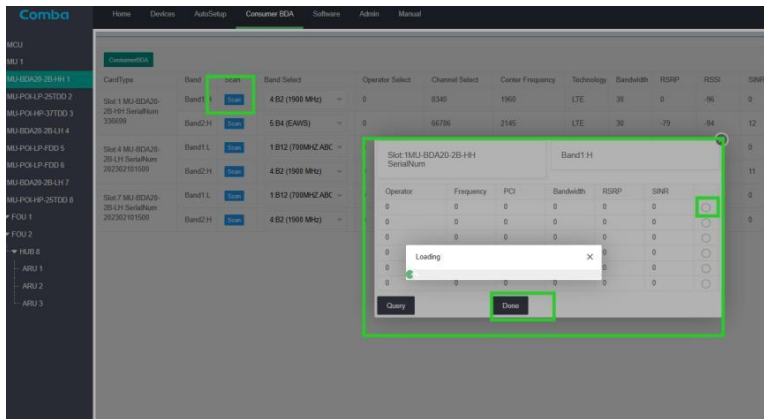 Comba
Home Devices AutoSetup Consumer BDA Software Admin Manual
MCU
MU 1
MU-BDA20-2B-HH 1
MU-POI-LP-25TDD 2
MU-POI-HP-37TDD 3
MU-BDA20-2B-LH 4
MU-POI-LP-FDD 5
MU-POI-LP-FDD 6
MU-BDA20-2B-LH 7
MU-POI-HP-25TDD 8
FOU 1
FOU 2
HUB 8
ARU 1
ARU 2
ARU 3
ConsumerBDA
CardType Band Scan Band Select Operator Select Channel Select Center Frequency Technology Bandwidth RSRP RSSI SINR
Slot:1 MU-BDA20-
2B-HH SerialNum
336699
Band1:H Scan 4:B2 (1900 MHz) 0 8340 1960 LTE 30 0 -96 0
Band2:H Scan 5:B4 (EAWS) 0 66786 2145 LTE 30 -79 -94 12
Slot:4 MU-BDA20-
2B-LH SerialNum
202302101500
Band1:L Scan 1:B12 (700MHZ ABC 0
Band2:H Scan 4:B2 (1900 MHz) 11
Slot:7 MU-BDA20-
2B-LH SerialNum
202302101500
Band1:L Scan 1:B12 (700MHZ ABC 0
Band2:H Scan 4:B2 (1900 MHz) 0
Slot:1MU-BDA20-2B-HH
SerialNum
Band1:H
Operator Frequency PCI Bandwidth RSRP SINR
0 0 0 0 0 0
0 0 0 0 0 0
0 0 0 0 0 0
Loading
0 0
0 0 0
0 0 0 0 0 0
Query Done